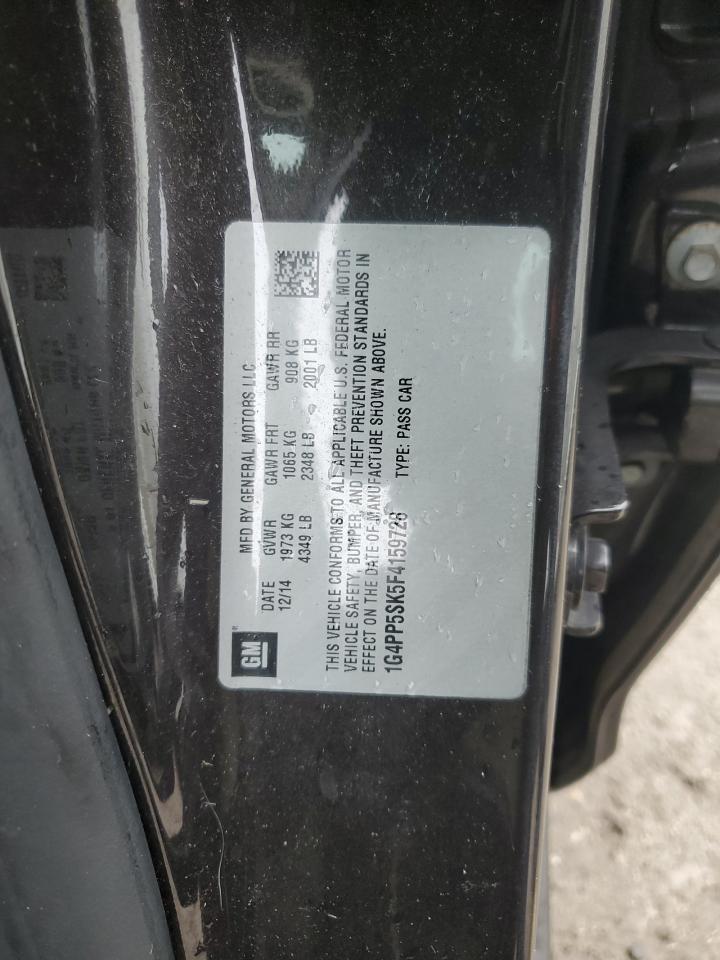 GM
MFD BY GENERAL MOTORS LLC
DATE GVWR GAWR FRT GAWR RR
12/14 1973 KG 1065 KG 908 KG
4349 LB 2348 LB 2001 LB
THIS VEHICLE CONFORMS TO ALL APPLICABLE U.S. FEDERAL MOTOR
VEHICLE SAFETY, BUMPER, AND THEFT PREVENTION STANDARDS IN
EFFECT ON THE DATE OF MANUFACTURE SHOWN ABOVE.
1G4PP5SK5F4159728 TYPE: PASS CAR